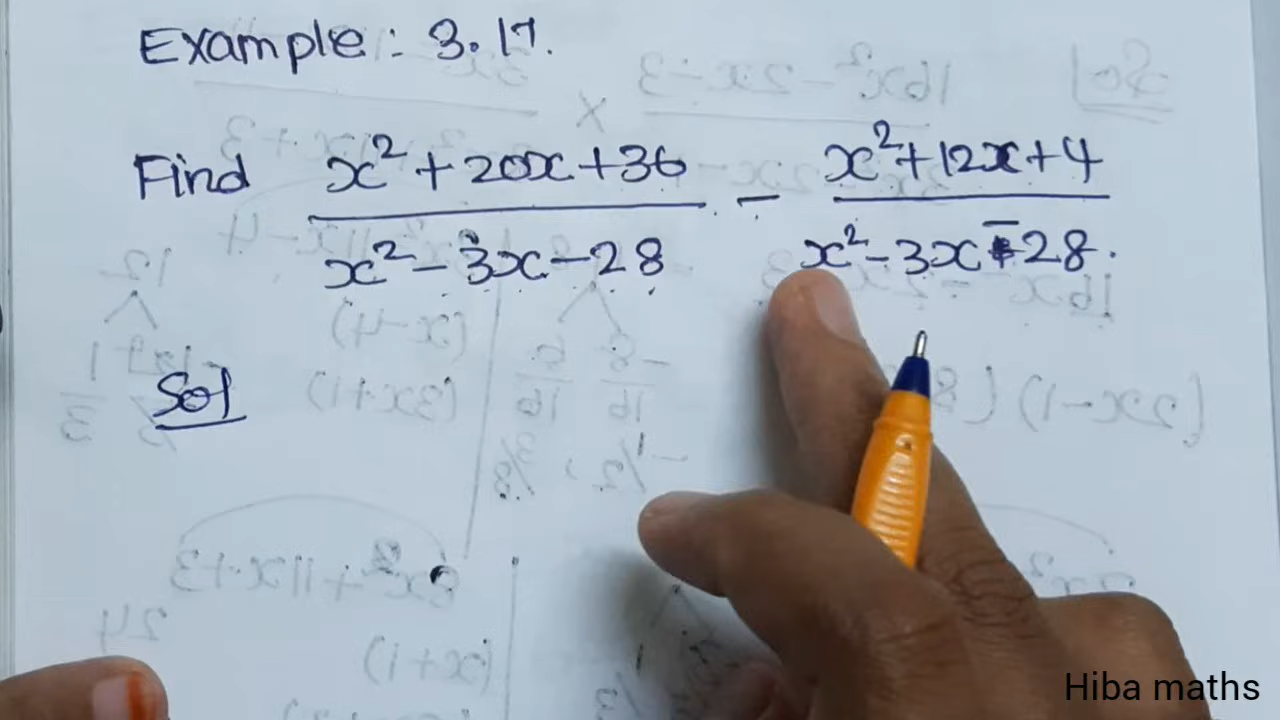 Example: 3.17.
Find x² + 20x + 36 / x² - 3x - 28 - x² + 12x + 4 / x² - 3x - 28.
Sol
Hiba maths